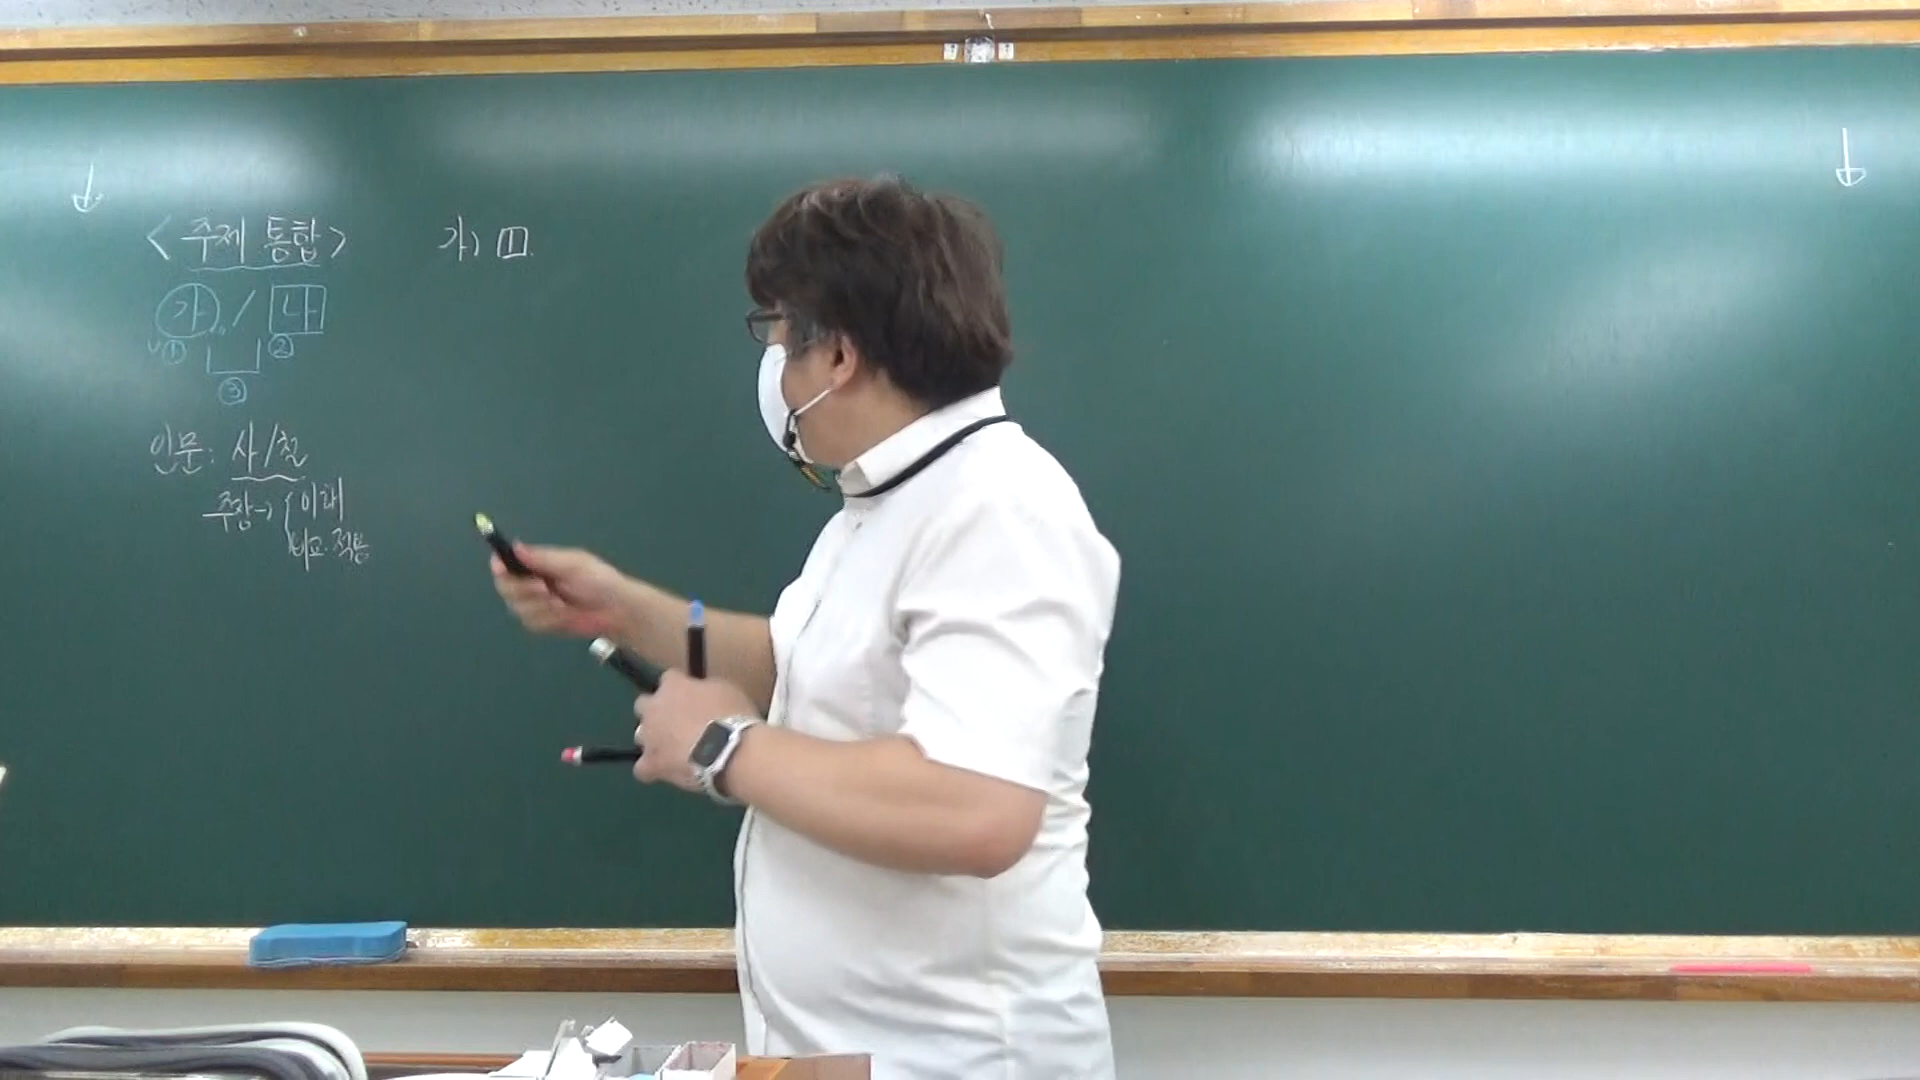 < 주제 통합 >
가) 1
가 / 나
① ②
③
인문: 사/철
주장→ { 이해
비교·적용